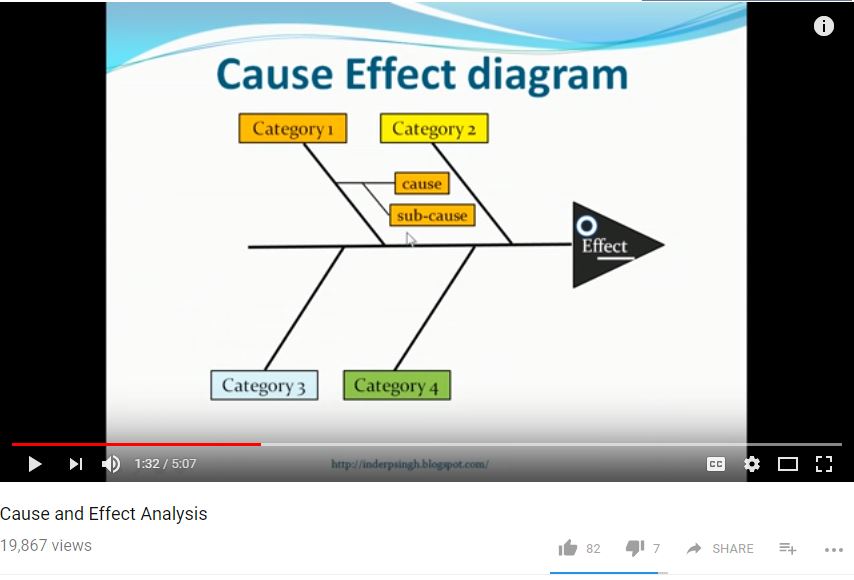 Cause Effect diagram
Category 1
Category 2
cause
sub-cause
Effect
Category 3
Category 4
1:32 / 5:07
http://inderpsingh.blogspot.com/
CC
Cause and Effect Analysis
19,867 views
82
7
SHARE